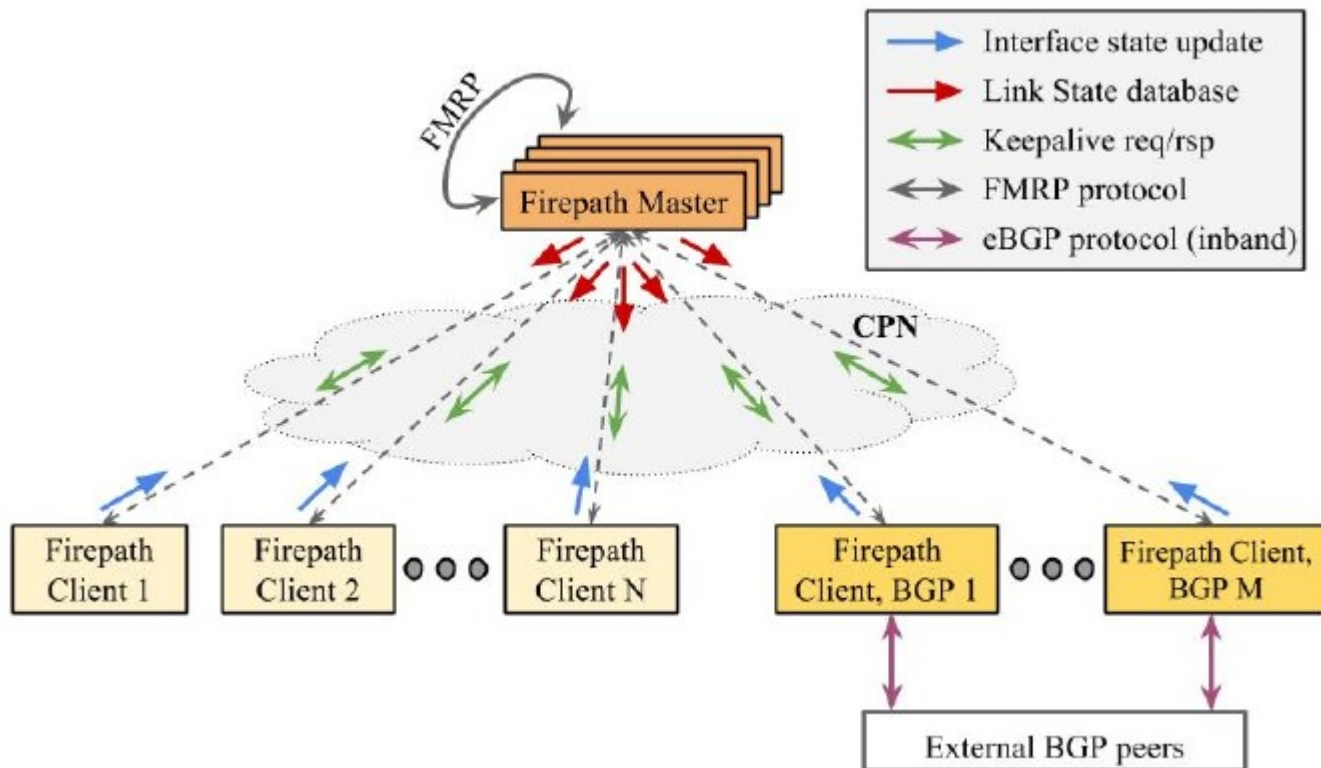 Interface state update
Link State database
Keepalive req/rsp
FMRP protocol
eBGP protocol (inband)
FMRP
Firepath Master
CPN
Firepath
Client 1
Firepath
Client 2
Firepath
Client N
Firepath
Client, BGP 1
Firepath Client,
BGP M
External BGP peers